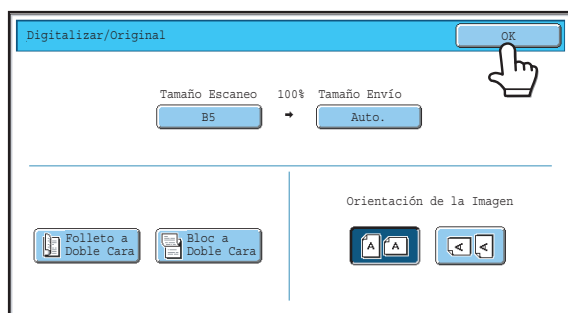 Digitalizar/Original
OK
Tamaño Escaneo 100% Tamaño Envío
B5 Auto.
Orientación de la Imagen
Folleto a
Doble Cara
Bloc a
Doble Cara
A A A A